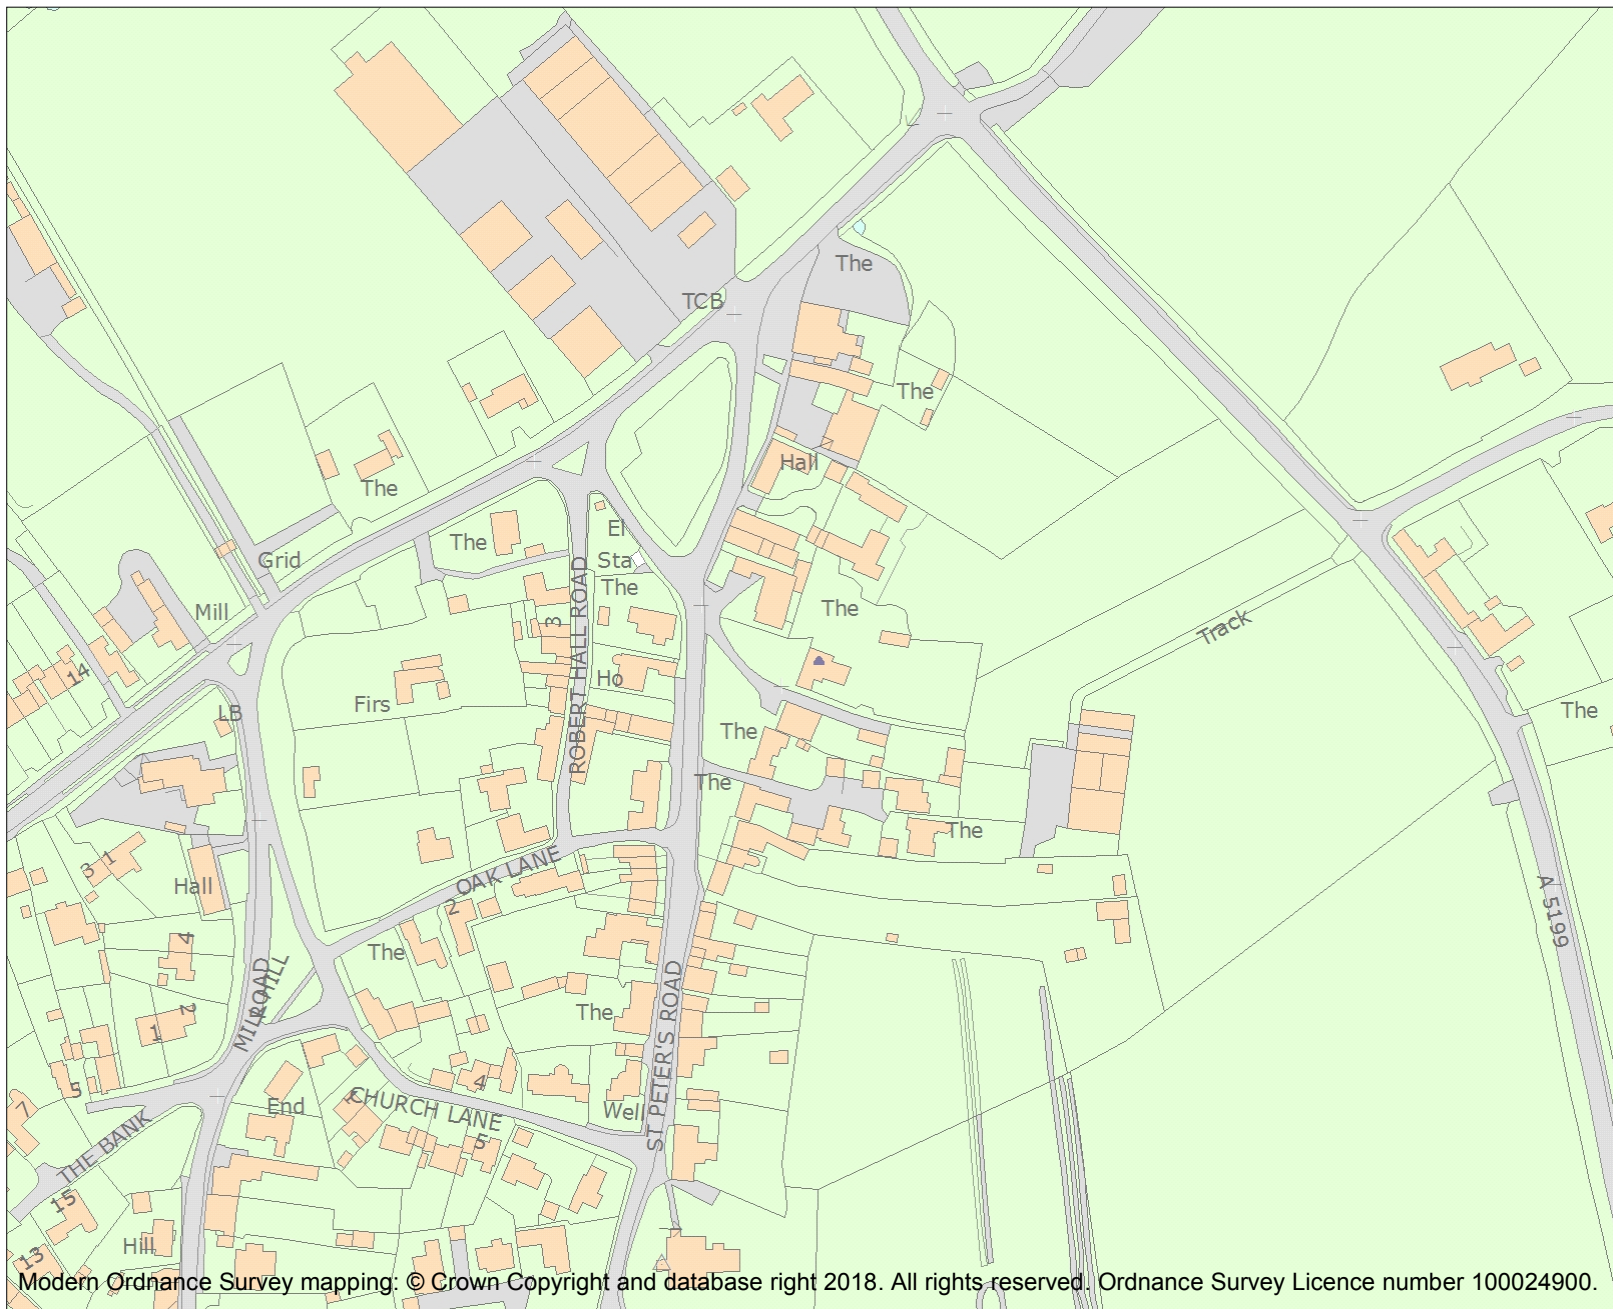 The
TCB
The
Hall
The
Grid
The
El
Sta
The
Mill
3
The
Track
14
Ho
ROBERT HALL ROAD
Firs
LB
The
The
The
The
3 1
OAK LANE
Hall
2
A 5199
4
The
MILL HILL
ROAD
2
1
The
ST PETER'S ROAD
5
4
7
End
1
CHURCH LANE
Well
5
THE BANK
15
Hill
13
Modern Ordnance Survey mapping: © Crown Copyright and database right 2018. All rights reserved. Ordnance Survey Licence number 100024900.